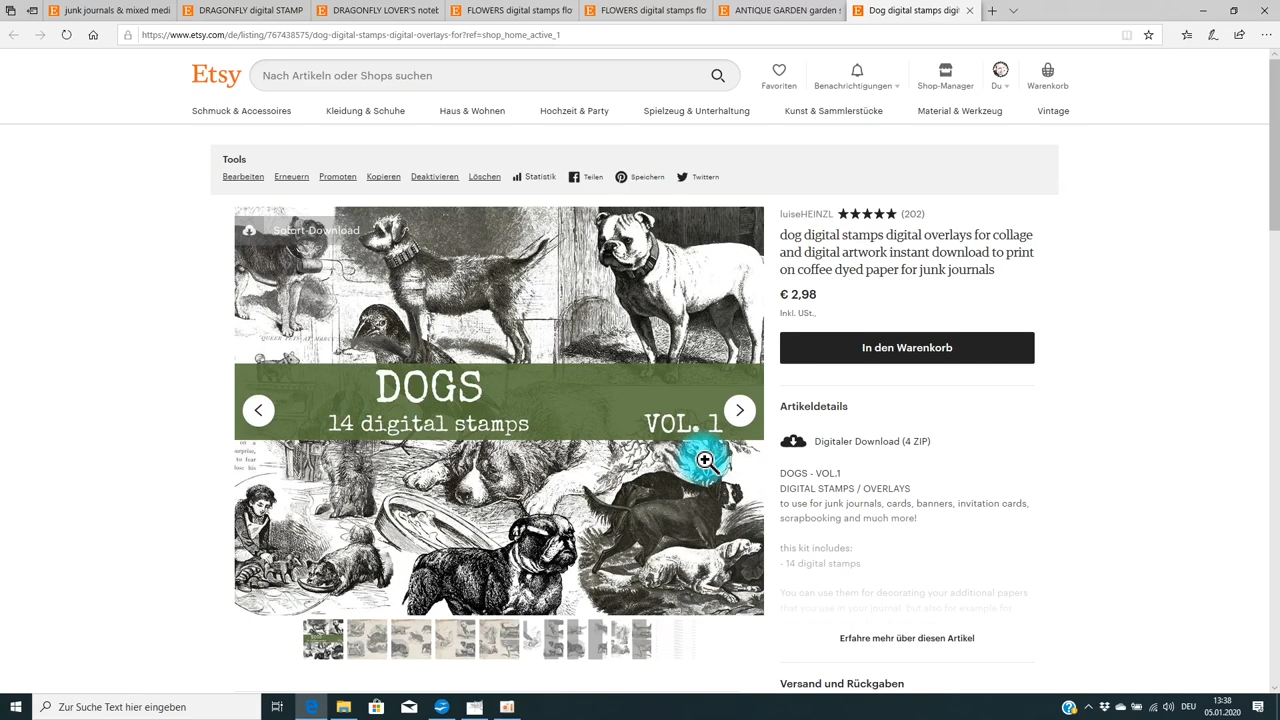 junk journals & mixed medi
DRAGONFLY digital STAMP
DRAGONFLY LOVER'S noteb
FLOWERS digital stamps flo
FLOWERS digital stamps flo
ANTIQUE GARDEN s
Dog digital stamps digi
https://www.etsy.com/de/listing/767438575/dog-digital-stamps-digital-overlays-for?ref=shop_home_active_1
Etsy
Nach Artikeln oder Shops suchen
Favoriten
Benachrichtigungen
Shop-Manager
Du
Warenkorb
Schmuck & Accessoires
Kleidung & Schuhe
Haus & Wohnen
Hochzeit & Party
Spielzeug & Unterhaltung
Kunst & Sammlerstücke
Material & Werkzeug
Vintage
Tools
Bearbeiten
Erneuern
Promoten
Kopieren
Deaktivieren
Löschen
Statistik
Teilen
Speichern
Twittern
Sofort-Download
DOGS
14 digital stamps
VOL. 1
luiseHEINZL ★★★★★ (202)
dog digital stamps digital overlays for collage
and digital artwork instant download to print
on coffee dyed paper for junk journals
€ 2,98
Inkl. USt.,
In den Warenkorb
Artikeldetails
Digitaler Download (4 ZIP)
DOGS - VOL.1
DIGITAL STAMPS / OVERLAYS
to use for junk journals, cards, banners, invitation cards,
scrapbooking and much more!
this kit includes:
- 14 digital stamps
You can use them for decorating your additional papers
that you use in your journal, but also for example for
Erfahre mehr über diesen Artikel
Versand und Rückgaben
Zur Suche Text hier eingeben
DEU
13:38
05.01.2020